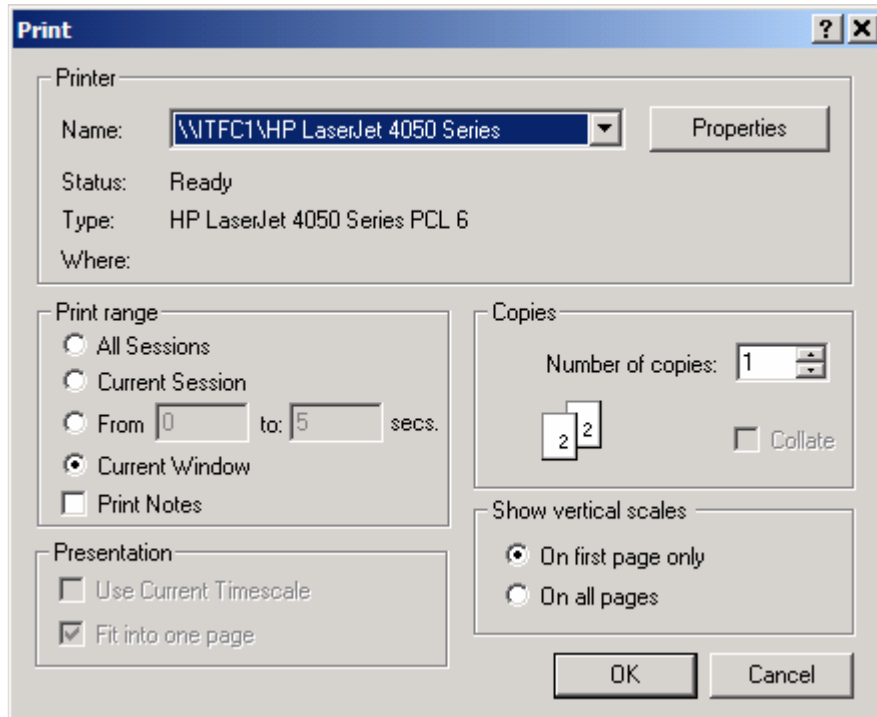 Print
Printer
Name: \\ITFC1\HP LaserJet 4050 Series Properties
Status: Ready
Type: HP LaserJet 4050 Series PCL 6
Where:
Print range
All Sessions
Current Session
From 0 to: 5 secs.
Current Window
Print Notes
Copies
Number of copies: 1
2 2
Collate
Presentation
Use Current Timescale
Fit into one page
Show vertical scales
On first page only
On all pages
OK Cancel